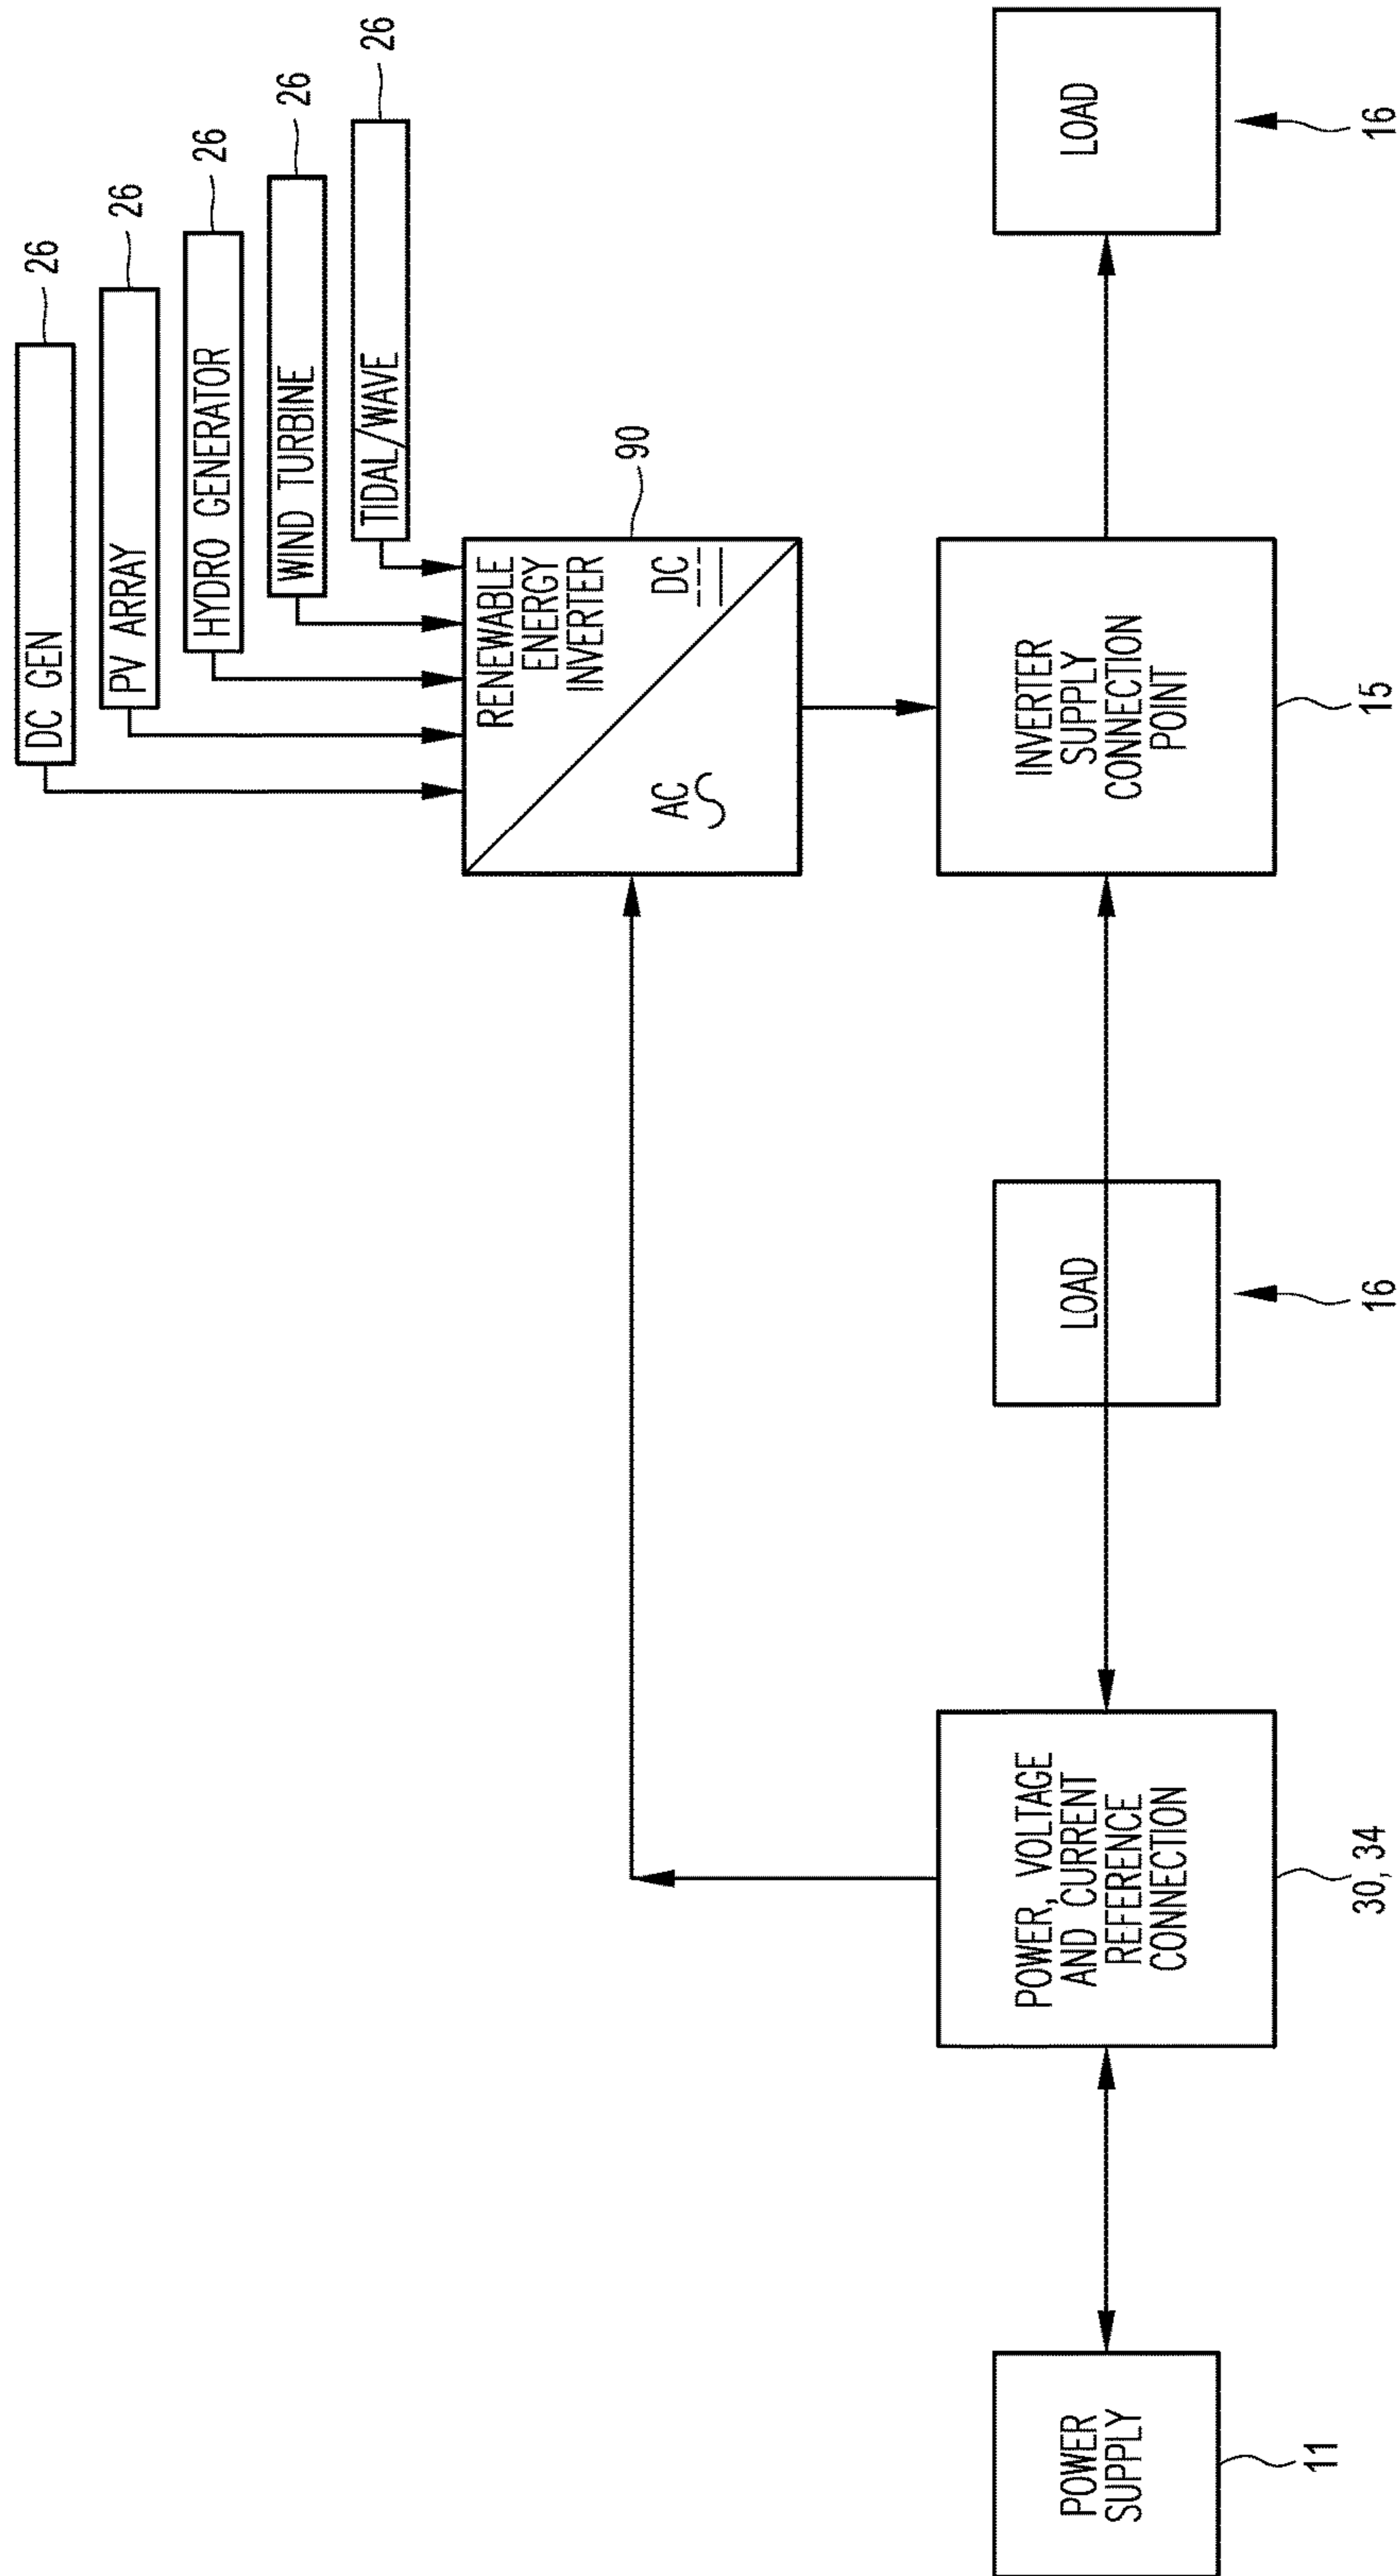 DC GEN
26
PV ARRAY
26
HYDRO GENERATOR
26
WIND TURBINE
26
TIDAL/WAVE
26
RENEWABLE
ENERGY
INVERTER
DC
AC
90
POWER
SUPPLY
11
POWER, VOLTAGE
AND CURRENT
REFERENCE
CONNECTION
30, 34
LOAD
16
INVERTER
SUPPLY
CONNECTION
POINT
15
LOAD
16